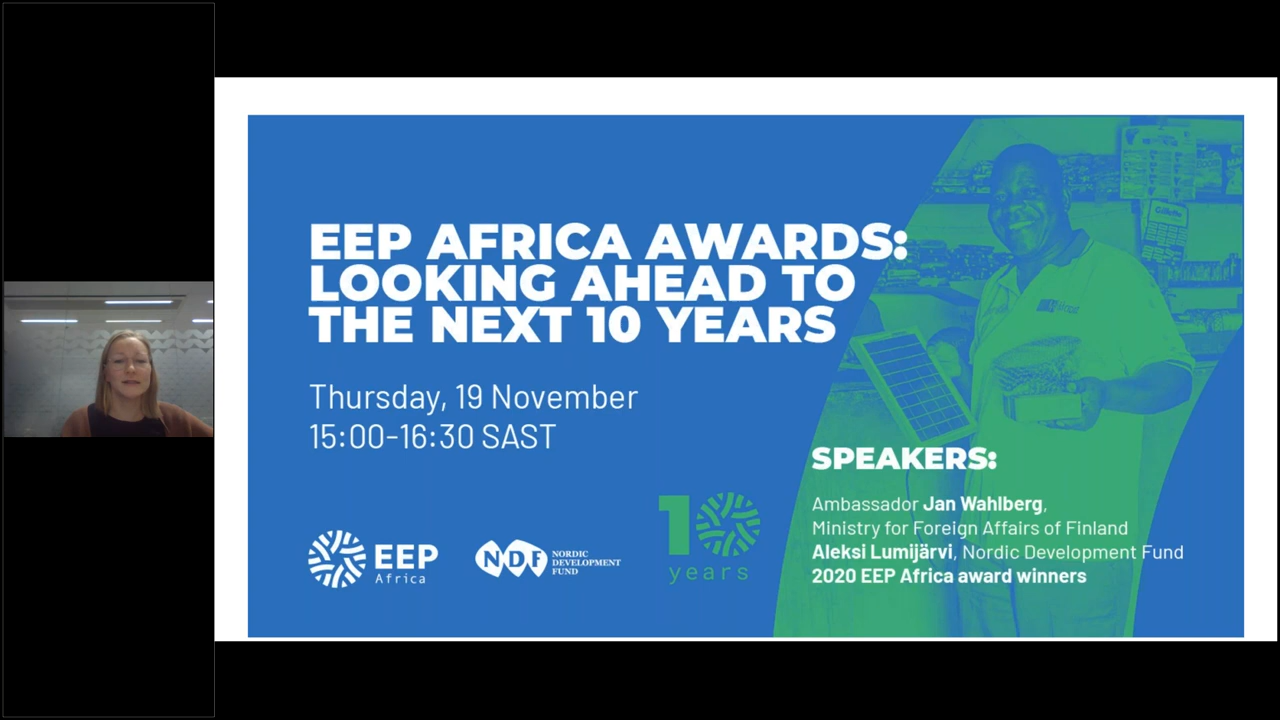 EEP AFRICA AWARDS:
LOOKING AHEAD TO
THE NEXT 10 YEARS
Thursday, 19 November
15:00-16:30 SAST
SPEAKERS:
Ambassador Jan Wahlberg,
Ministry for Foreign Affairs of Finland
Aleksi Lumijärvi, Nordic Development Fund
2020 EEP Africa award winners
EEP
Africa
NDF
NORDIC
DEVELOPMENT
FUND
10
years
Gillette